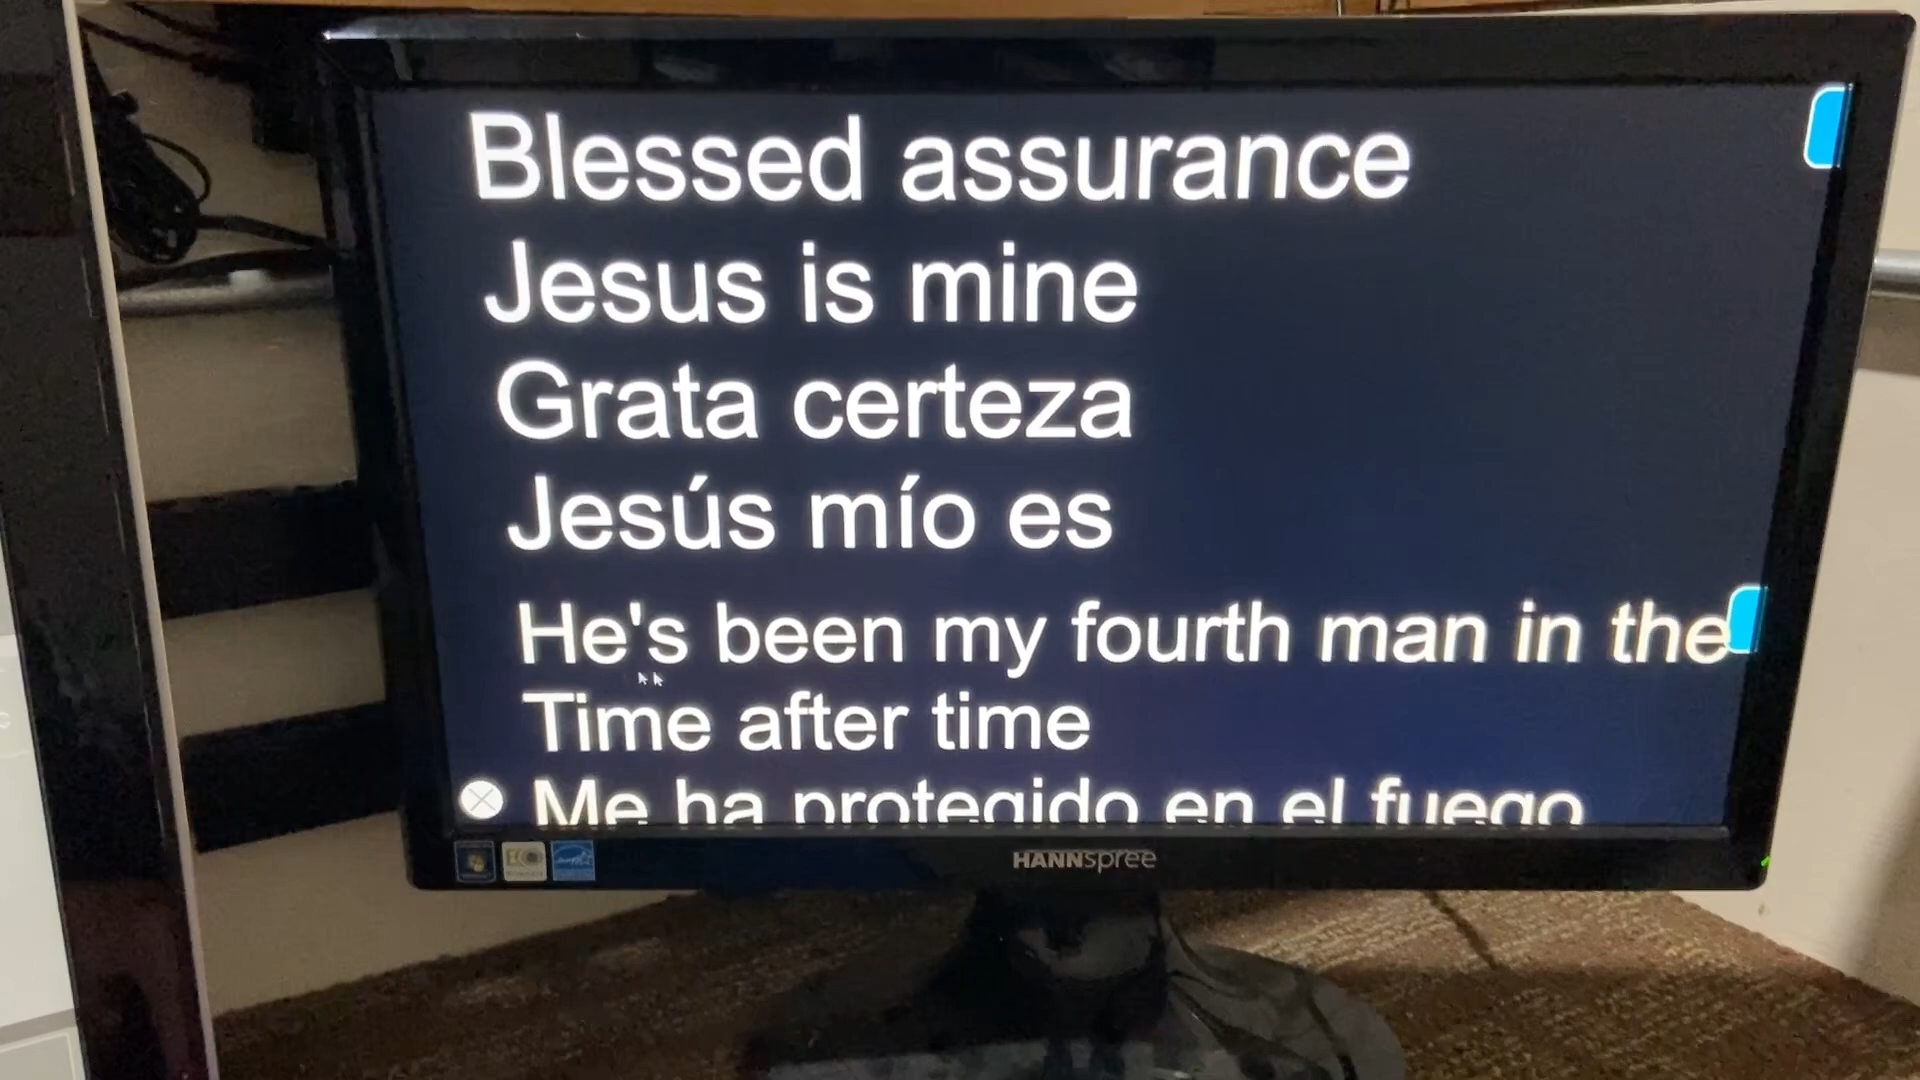 Blessed assurance
Jesus is mine
Grata certeza
Jesús mío es
He's been my fourth man in the
Time after time
Me ha protegido en el fuego
HANNspree